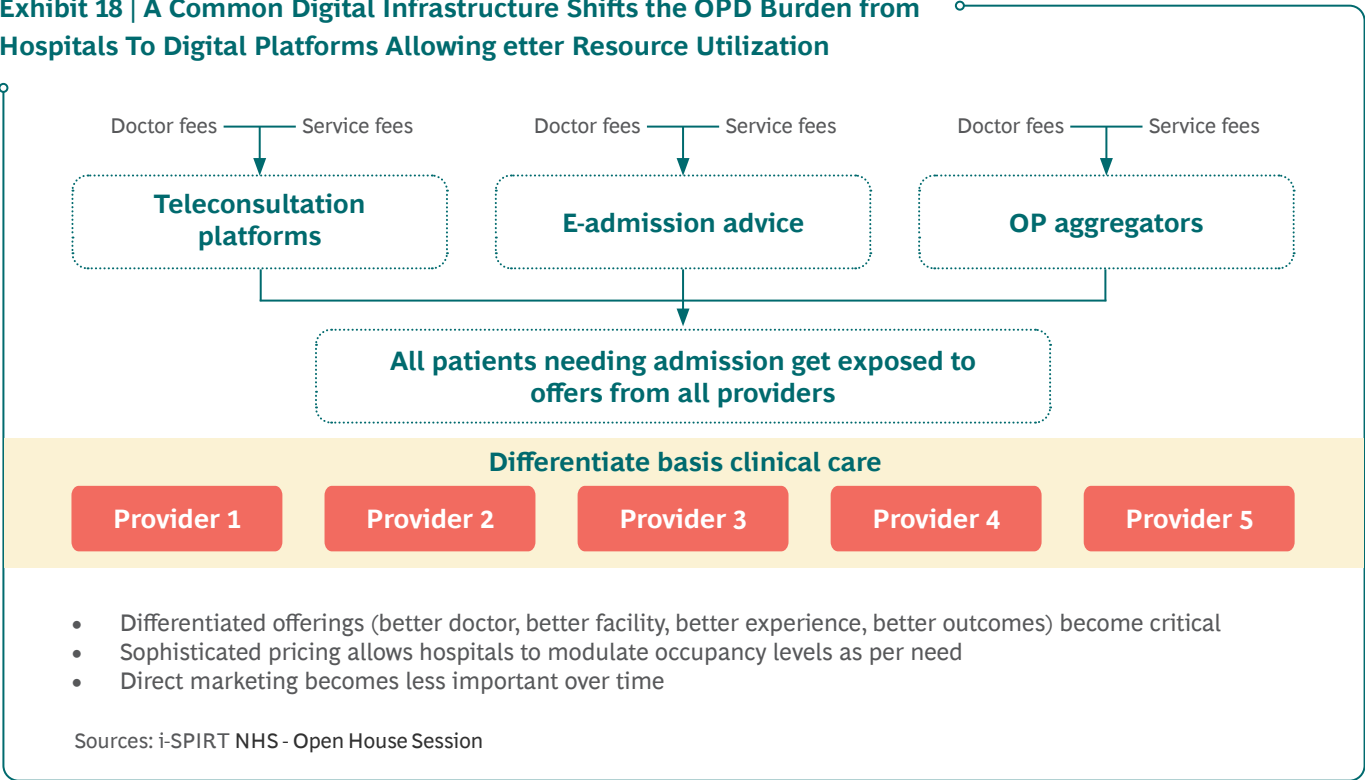 Exhibit 18 | A Common Digital Infrastructure Shifts the OPD Burden from
Hospitals To Digital Platforms Allowing etter Resource Utilization
Doctor fees Service fees Doctor fees Service fees Doctor fees Service fees
Teleconsultation
platforms
E-admission advice
OP aggregators
All patients needing admission get exposed to
offers from all providers
Differentiate basis clinical care
Provider 1 Provider 2 Provider 3 Provider 4 Provider 5
• Differentiated offerings (better doctor, better facility, better experience, better outcomes) become critical
• Sophisticated pricing allows hospitals to modulate occupancy levels as per need
• Direct marketing becomes less important over time
Sources: i-SPIRT NHS - Open House Session